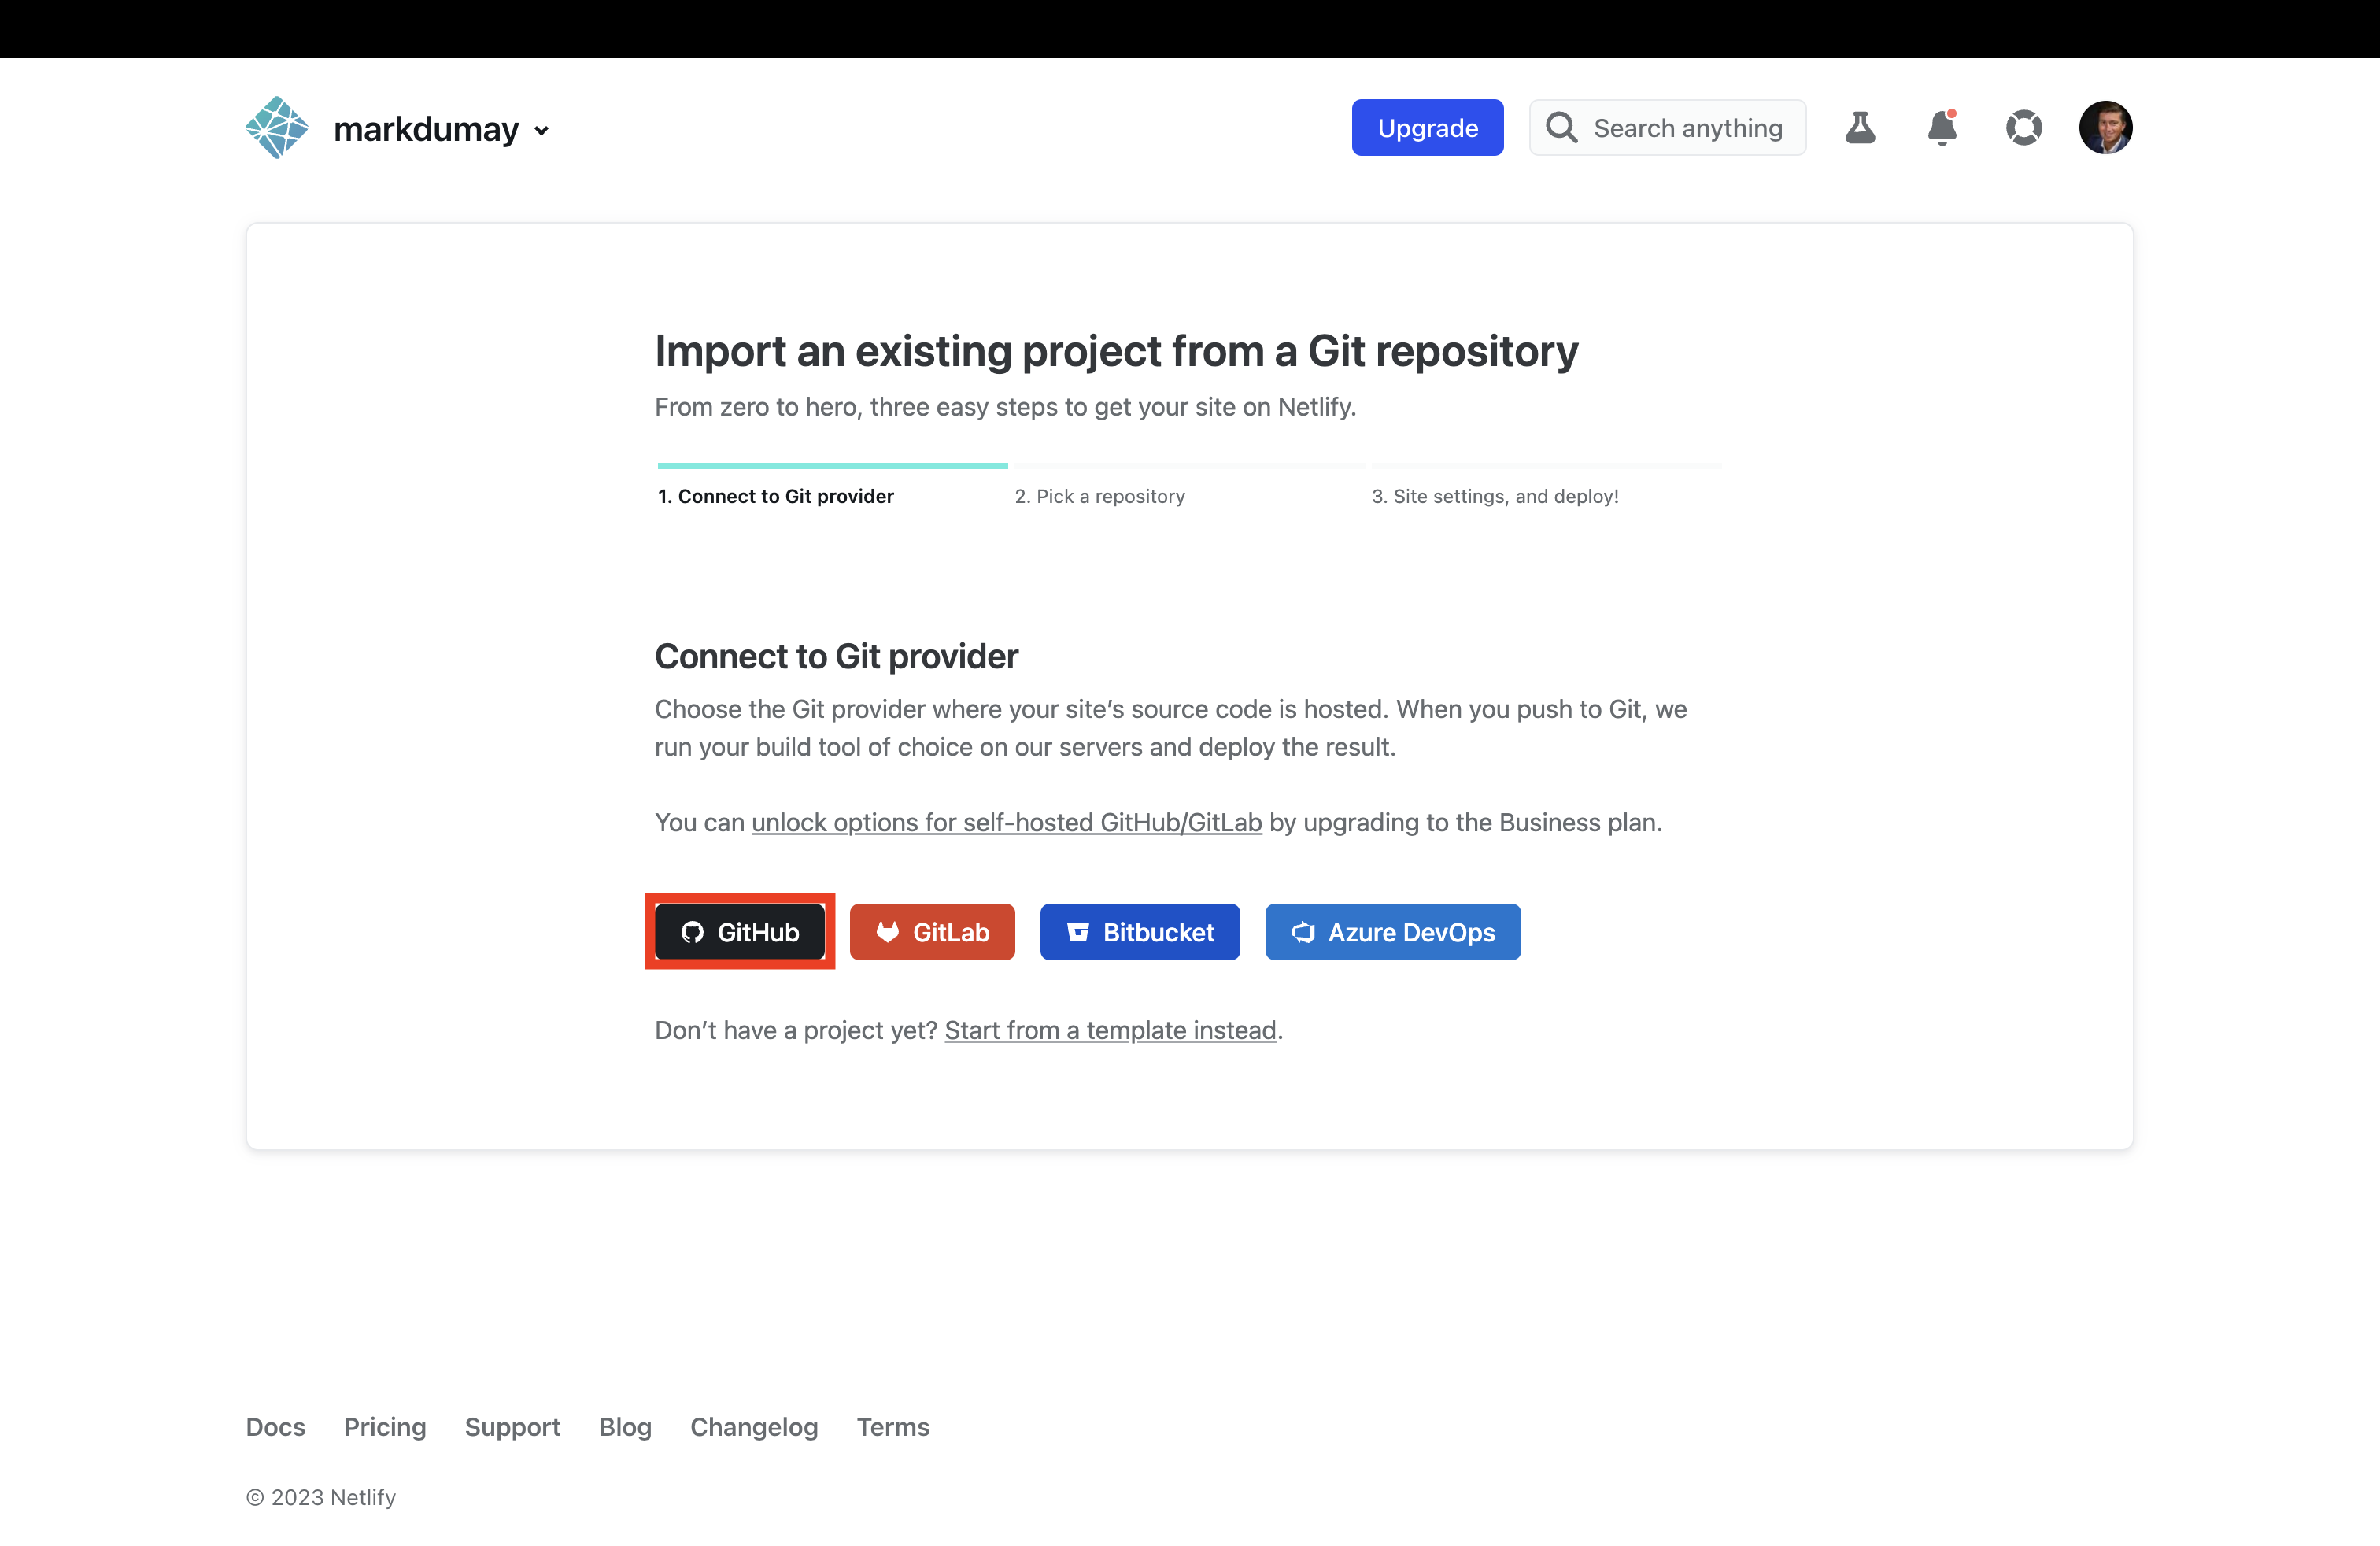 markdumay
Upgrade
Search anything
Import an existing project from a Git repository
From zero to hero, three easy steps to get your site on Netlify.
1. Connect to Git provider
2. Pick a repository
3. Site settings, and deploy!
Connect to Git provider
Choose the Git provider where your site’s source code is hosted. When you push to Git, we
run your build tool of choice on our servers and deploy the result.
You can unlock options for self-hosted GitHub/GitLab by upgrading to the Business plan.
GitHub
GitLab
Bitbucket
Azure DevOps
Don’t have a project yet? Start from a template instead.
Docs
Pricing
Support
Blog
Changelog
Terms
© 2023 Netlify